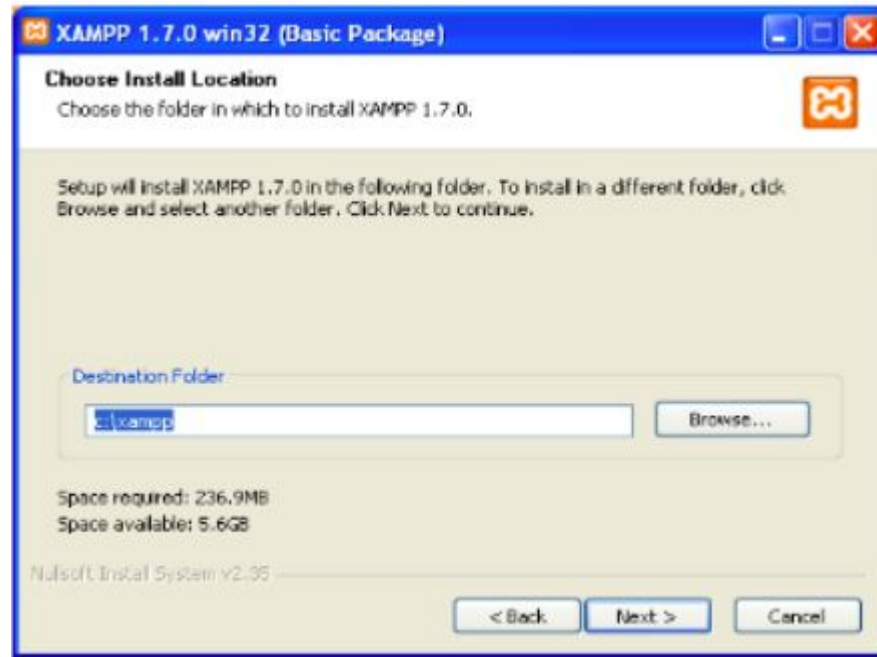 XAMPP 1.7.0 win32 (Basic Package)
Choose Install Location
Choose the folder in which to install XAMPP 1.7.0.
Setup will install XAMPP 1.7.0 in the following folder. To install in a different folder, click
Browse and select another folder. Click Next to continue.
Destination Folder
c:\xampp
Browse...
Space required: 236.9MB
Space available: 5.6GB
Nullsoft Install System v2.35
< Back Next > Cancel